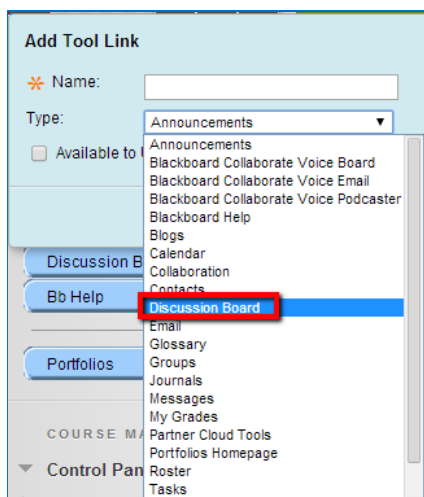 Add Tool Link
Name:
Type:
Announcements
Available to
Announcements
Blackboard Collaborate Voice Board
Blackboard Collaborate Voice Email
Blackboard Collaborate Voice Podcaster
Blackboard Help
Blogs
Calendar
Collaboration
Contacts
Discussion Board
Email
Glossary
Groups
Journals
Messages
My Grades
Partner Cloud Tools
Portfolios Homepage
Roster
Tasks
Discussion B
Bb Help
Portfolios
COURSE MA
Control Pan